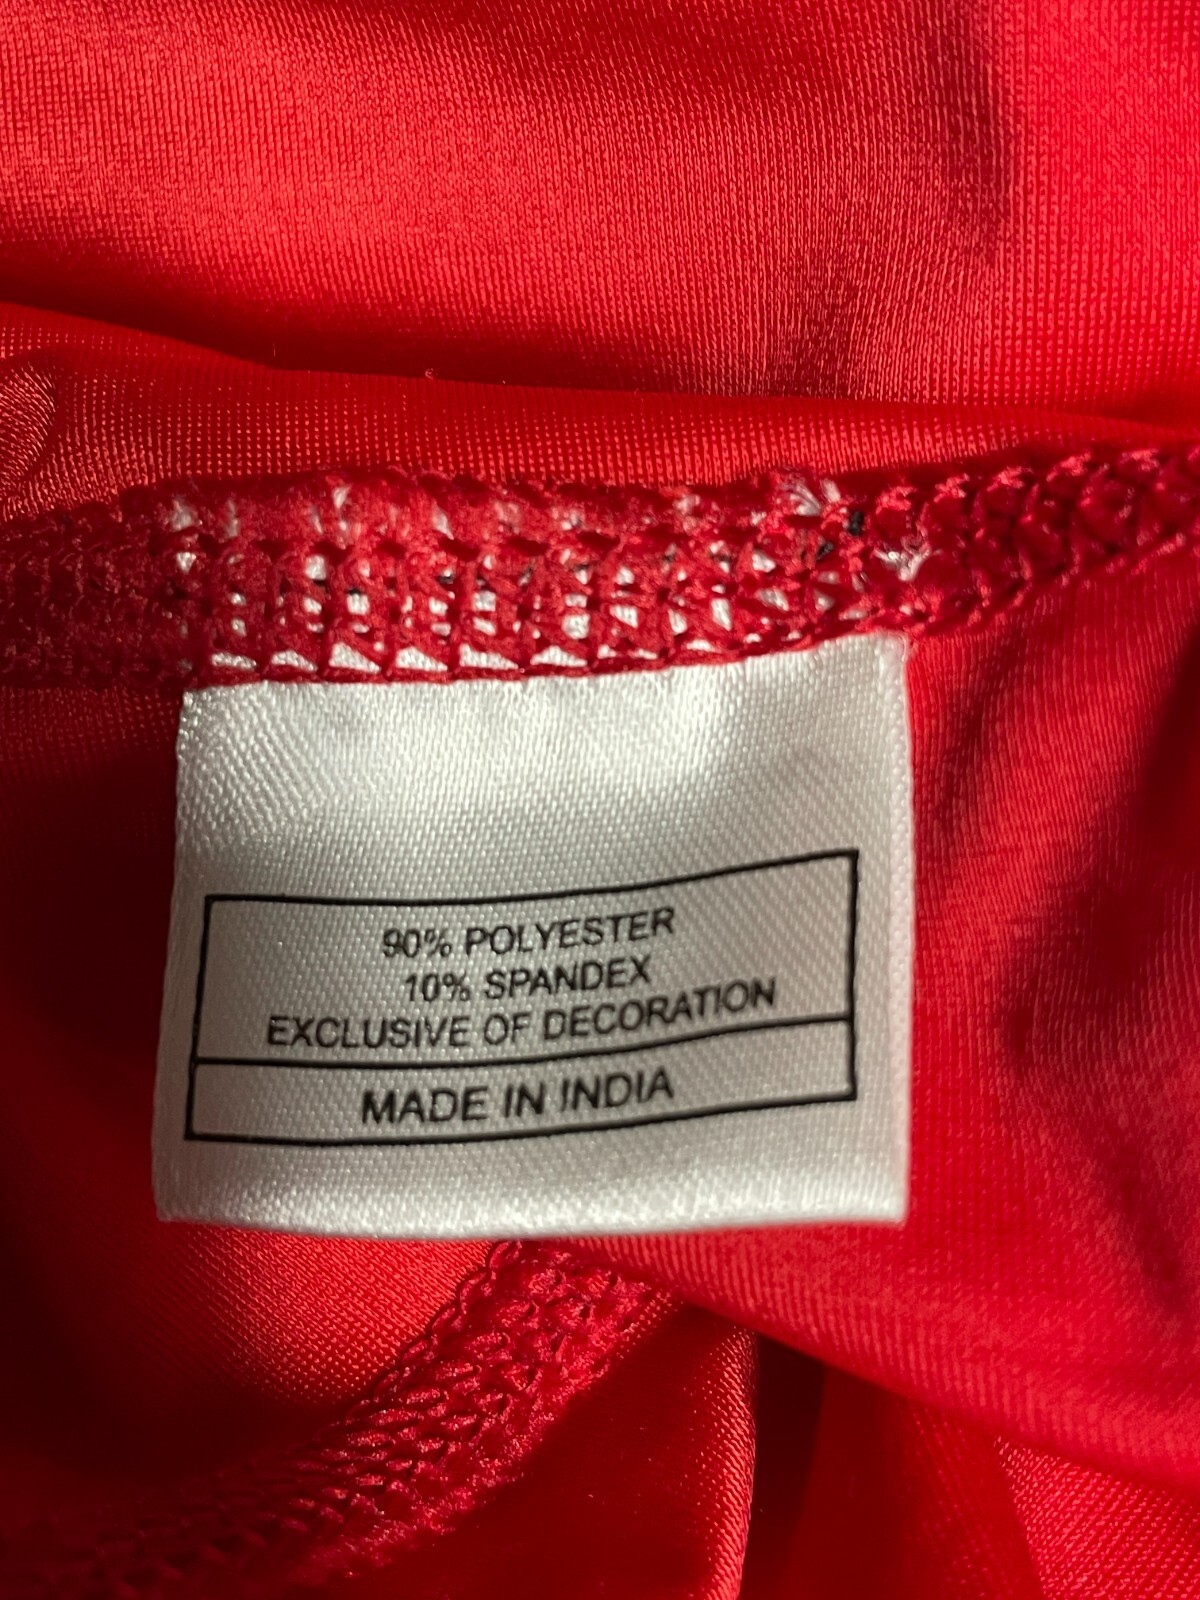 90% POLYESTER
10% SPANDEX
EXCLUSIVE OF DECORATION
MADE IN INDIA